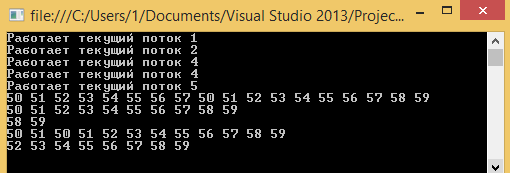 file:///C:/Users/1/Documents/Visual Studio 2013/Projec...
Работает текущий поток 1
Работает текущий поток 2
Работает текущий поток 4
Работает текущий поток 4
Работает текущий поток 5
50 51 52 53 54 55 56 57 50 51 52 53 54 55 56 57 58 59
50 51 52 53 54 55 56 57 58 59
58 59
50 51 50 51 52 53 54 55 56 57 58 59
52 53 54 55 56 57 58 59